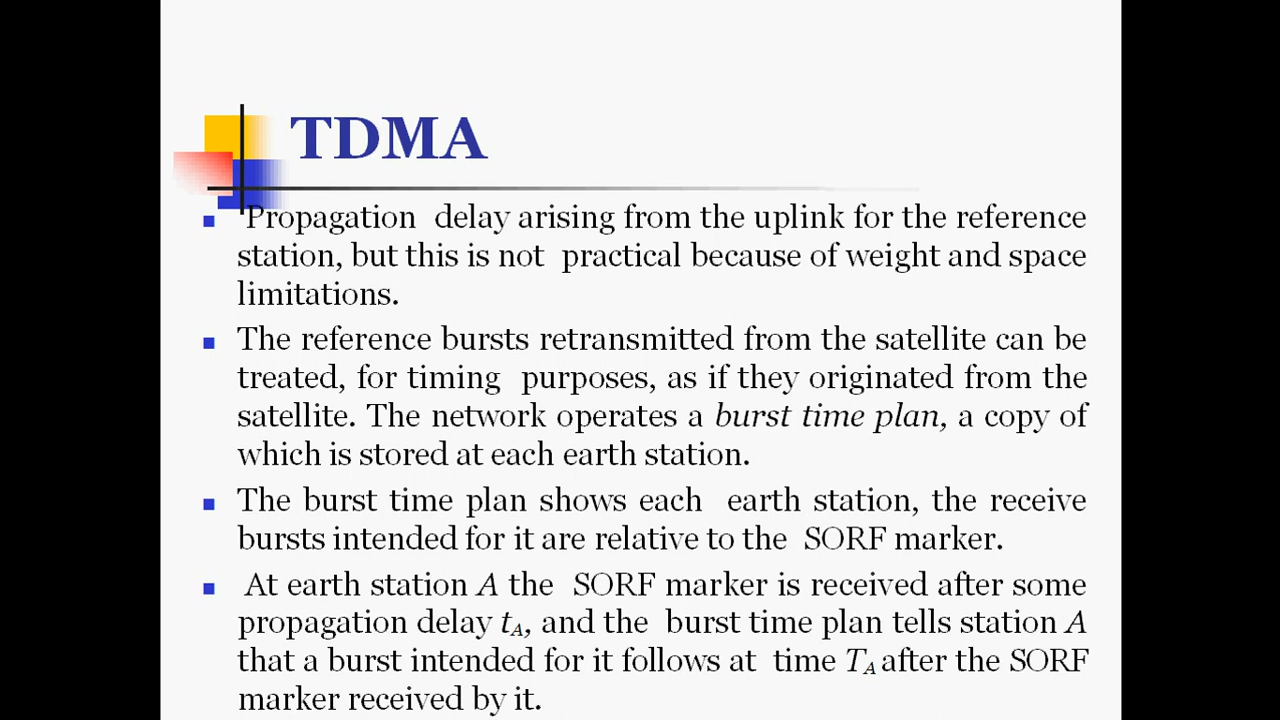 TDMA
Propagation delay arising from the uplink for the reference
station, but this is not practical because of weight and space
limitations.
The reference bursts retransmitted from the satellite can be
treated, for timing purposes, as if they originated from the
satellite. The network operates a burst time plan, a copy of
which is stored at each earth station.
The burst time plan shows each earth station, the receive
bursts intended for it are relative to the SORF marker.
At earth station A the SORF marker is received after some
propagation delay tA, and the burst time plan tells station A
that a burst intended for it follows at time TA after the SORF
marker received by it.